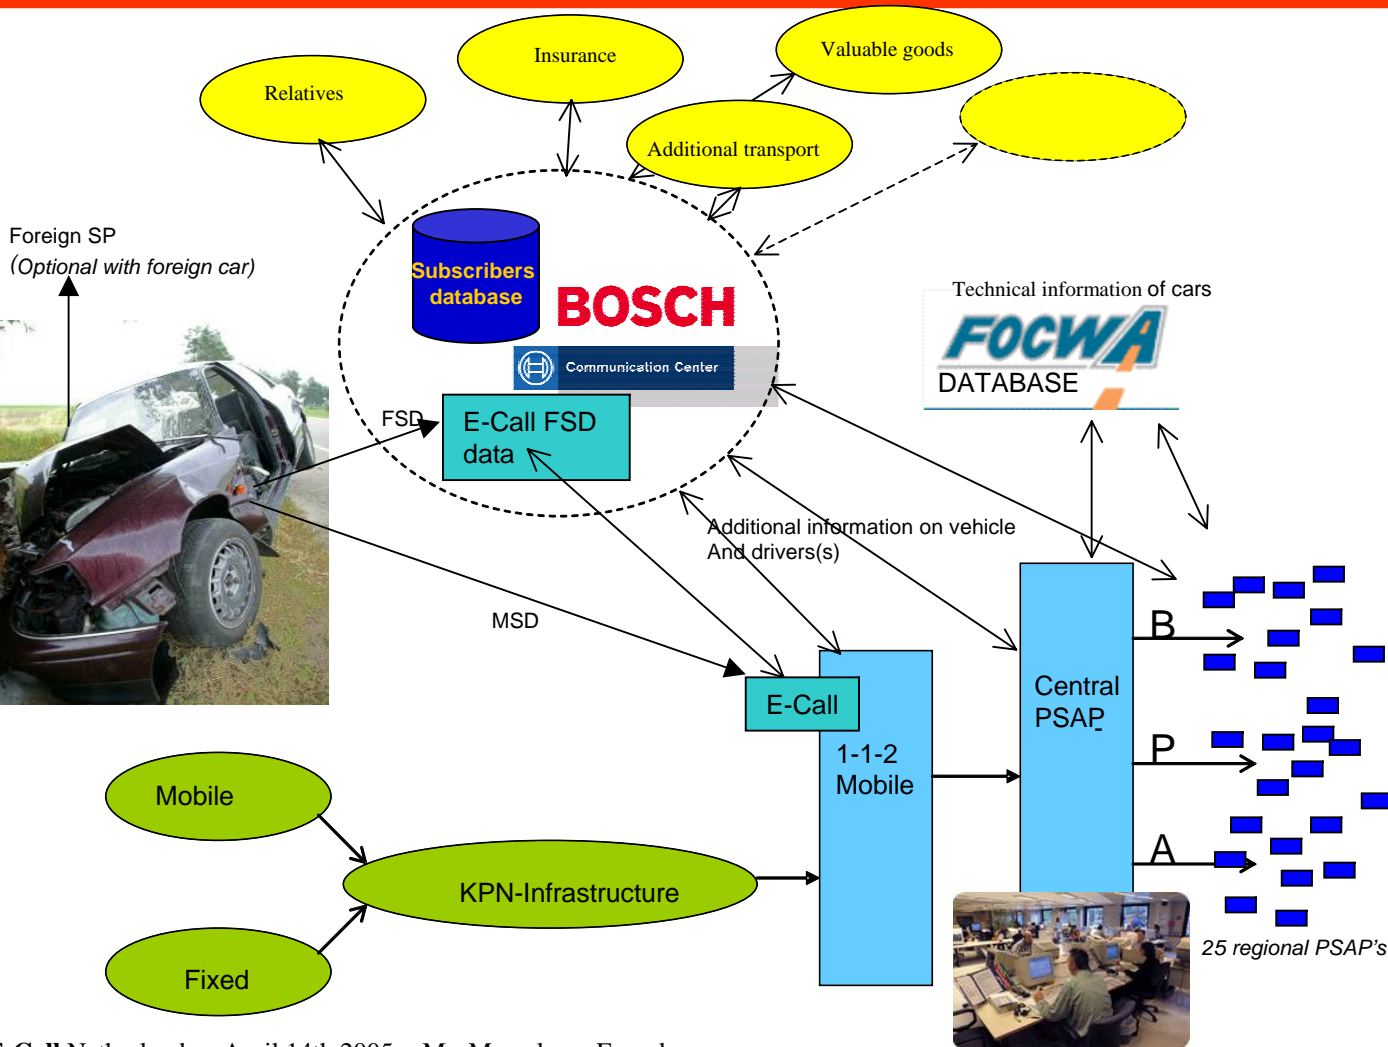 Relatives
Insurance
Valuable goods
Additional transport
Foreign SP
(Optional with foreign car)
Subscribers
database
BOSCH
Communication Center
Technical information of cars
FOCWA
DATABASE
FSD
E-Call FSD
data
Additional information on vehicle
And drivers(s)
MSD
E-Call
1-1-2
Mobile
Central
PSAP
B
P
A
Mobile
KPN-Infrastructure
Fixed
25 regional PSAP's